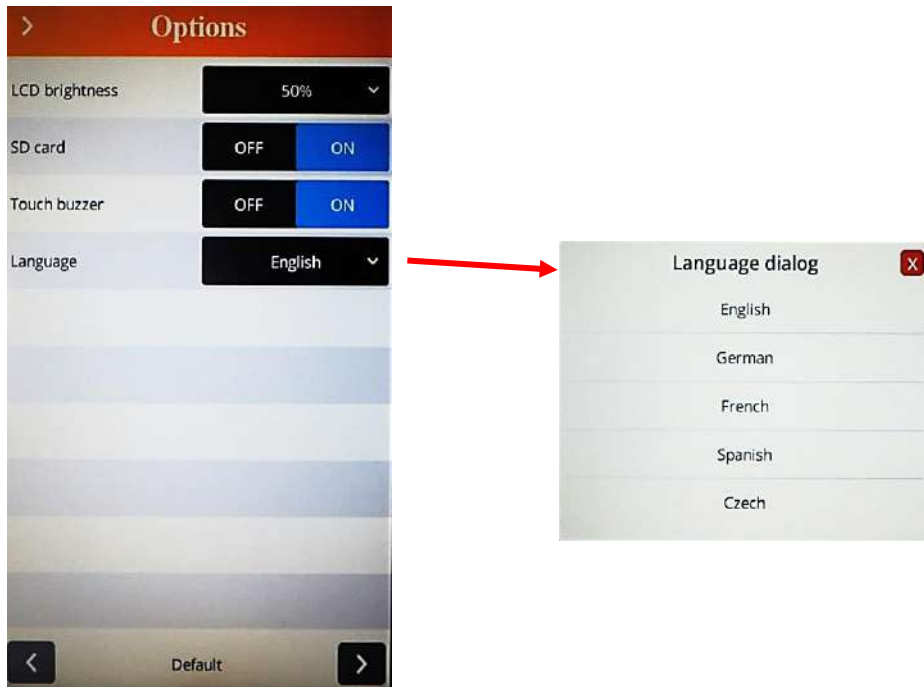 > Options
LCD brightness 50%
SD card OFF ON
Touch buzzer OFF ON
Language English
< Default >
Language dialog X
English
German
French
Spanish
Czech